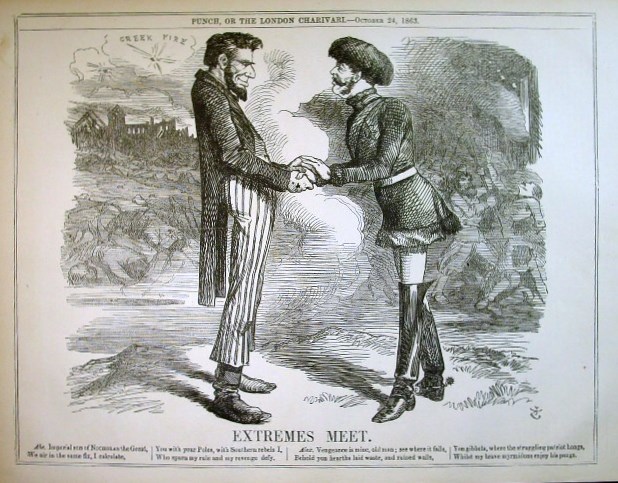 PUNCH, OR THE LONDON CHARIVARI.—OCTOBER 24, 1863.
GREEK FIRE
EXTREMES MEET.
Abe. Imperial son of NICHOLAS the Great,
We air in the same fix, I calculate,
You with your Poles, with Southern rebels I,
Who spurn my rule and my revenge defy.
Alex. Vengeance is mine, old man; see where it falls,
Behold yon hearths laid waste, and ruined walls,
Yon gibbets, where the struggling patriot hangs,
Whilst my brave myrmidons enjoy his pangs.